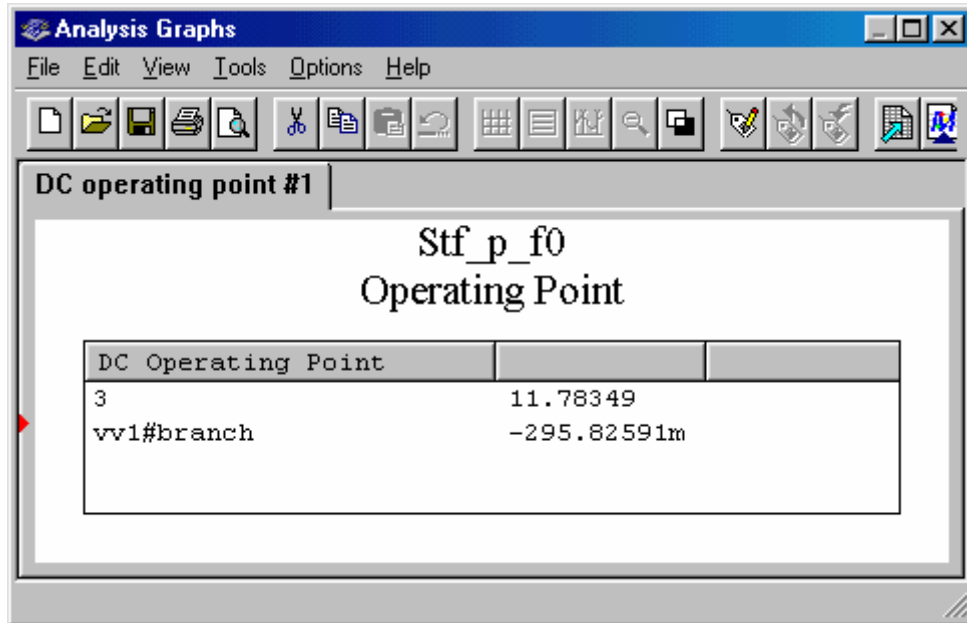 Analysis Graphs
File Edit View Tools Options Help
DC operating point #1
Stf_p_f0
Operating Point
DC Operating Point
3 11.78349
vv1#branch -295.82591m